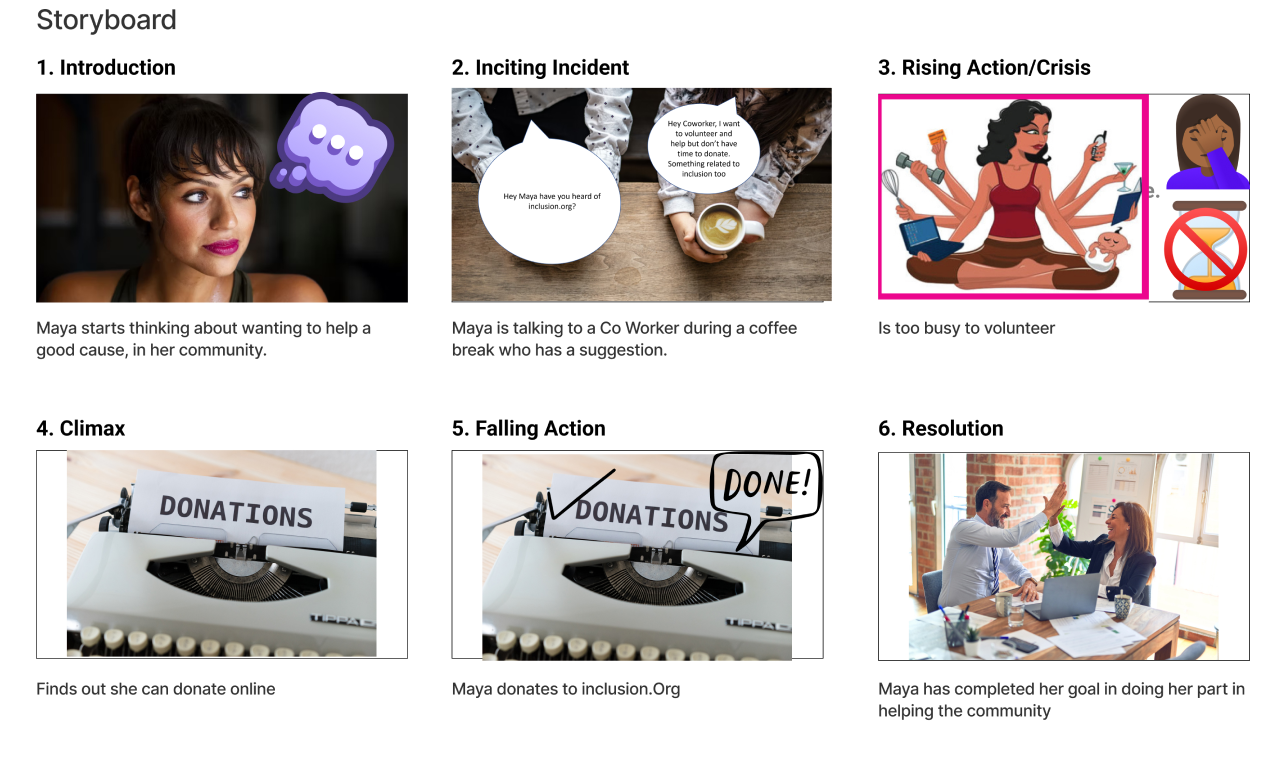 Storyboard
1. Introduction
2. Inciting Incident
3. Rising Action/Crisis
Hey Maya have you heard of
inclusion.org?
Hey Coworker, I want
to volunteer and
help but don't have
time to donate.
Something related to
inclusion too
e.
Maya starts thinking about wanting to help a
good cause, in her community.
Maya is talking to a Co Worker during a coffee
break who has a suggestion.
Is too busy to volunteer
4. Climax
5. Falling Action
6. Resolution
DONATIONS
DONATIONS
DONE!
Finds out she can donate online
Maya donates to inclusion.Org
Maya has completed her goal in doing her part in
helping the community